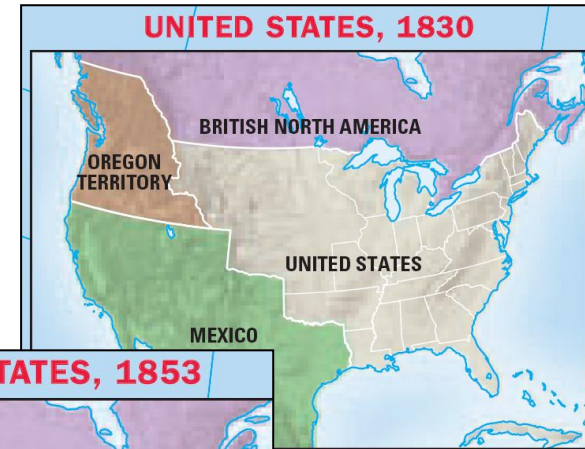 UNITED STATES, 1830
BRITISH NORTH AMERICA
OREGON
TERRITORY
UNITED STATES
MEXICO
TATES, 1853